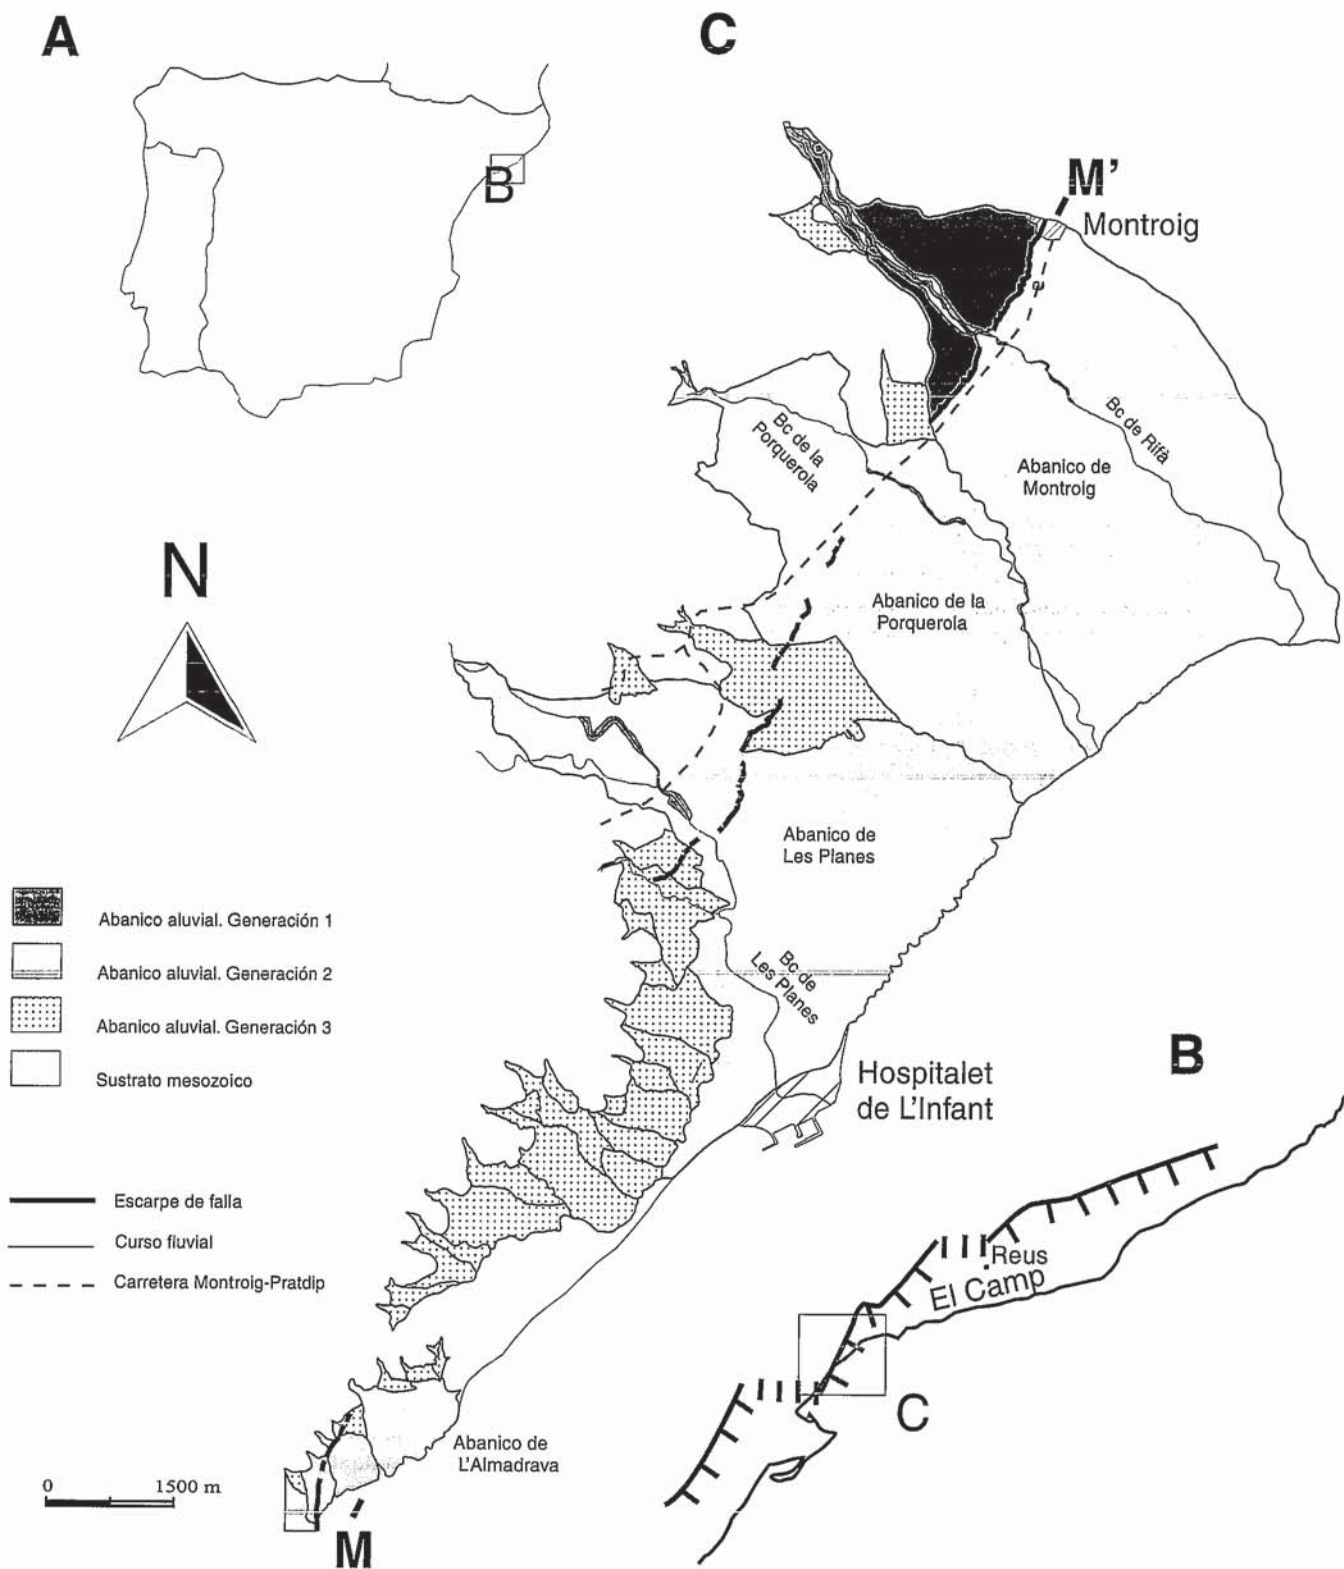 A
B
N
C
M'
Montroig
Bc de la
Porquerola
Bc de Rifà
Abanico de
Montroig
Abanico de la
Porquerola
Abanico de
Les Planes
Bc de
Les Planes
Hospitalet
de L'Infant
Abanico aluvial. Generación 1
Abanico aluvial. Generación 2
Abanico aluvial. Generación 3
Sustrato mesozoico
Escarpe de falla
Curso fluvial
Carretera Montroig-Pratdip
0 1500 m
Abanico de
L'Almadrava
M
B
Reus
El Camp
C